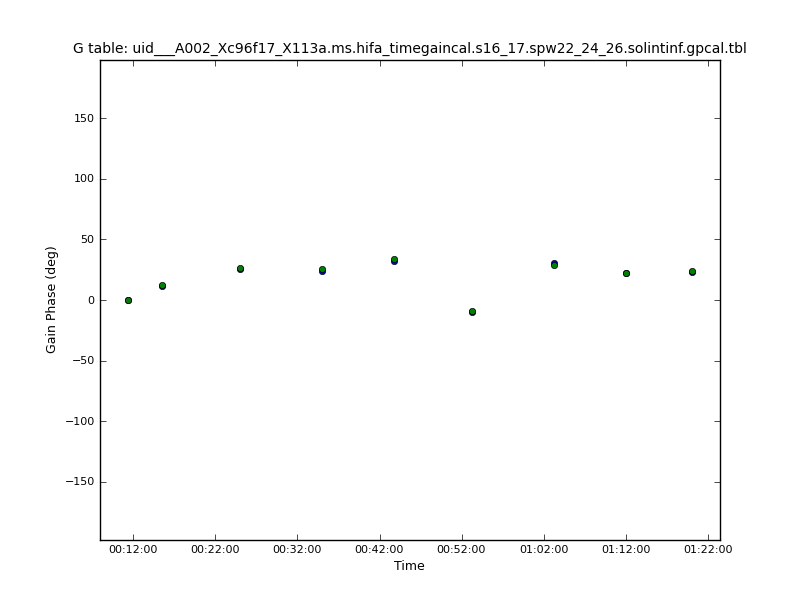 G table: uid___A002_Xc96f17_X113a.ms.hifa_timegaincal.s16_17.spw22_24_26.solintinf.gpcal.tbl
150
100
50
0
−50
−100
−150
Gain Phase (deg)
00:12:00 00:22:00 00:32:00 00:42:00 00:52:00 01:02:00 01:12:00 01:22:00
Time